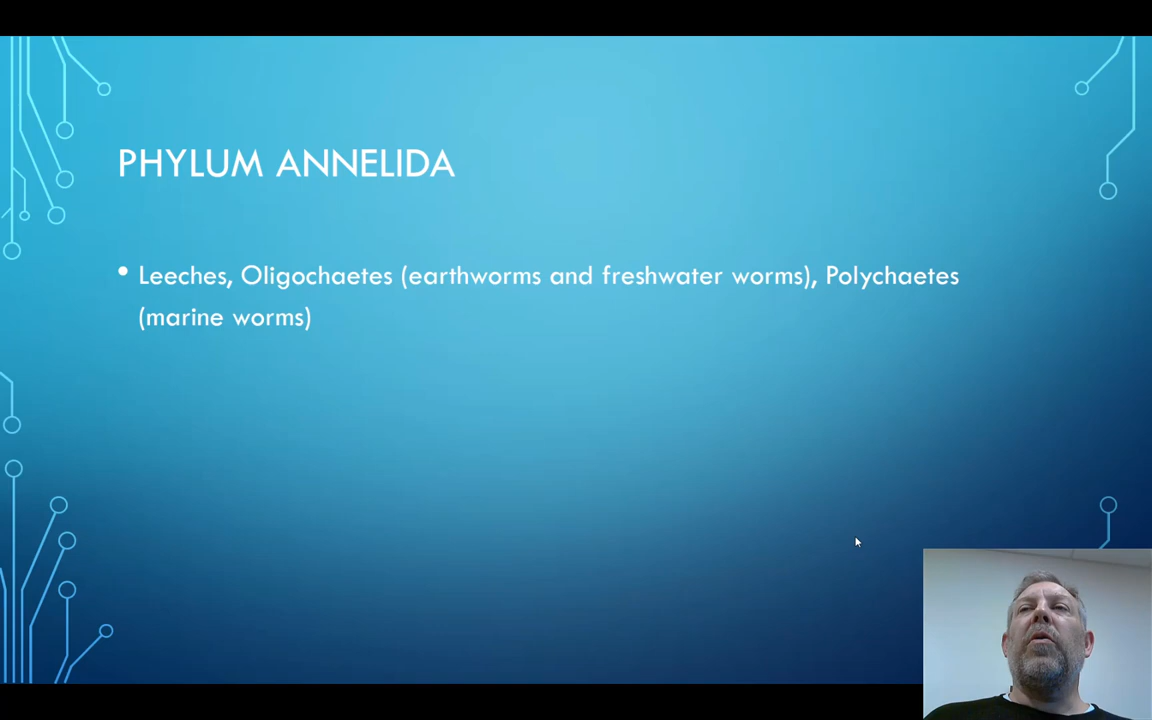 PHYLUM ANNELIDA
• Leeches, Oligochaetes (earthworms and freshwater worms), Polychaetes
(marine worms)